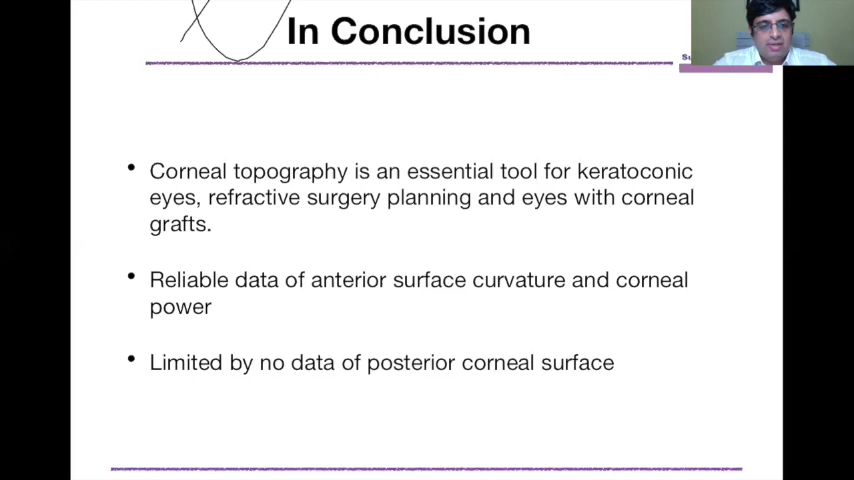 In Conclusion
• Corneal topography is an essential tool for keratoconic
eyes, refractive surgery planning and eyes with corneal
grafts.
• Reliable data of anterior surface curvature and corneal
power
• Limited by no data of posterior corneal surface